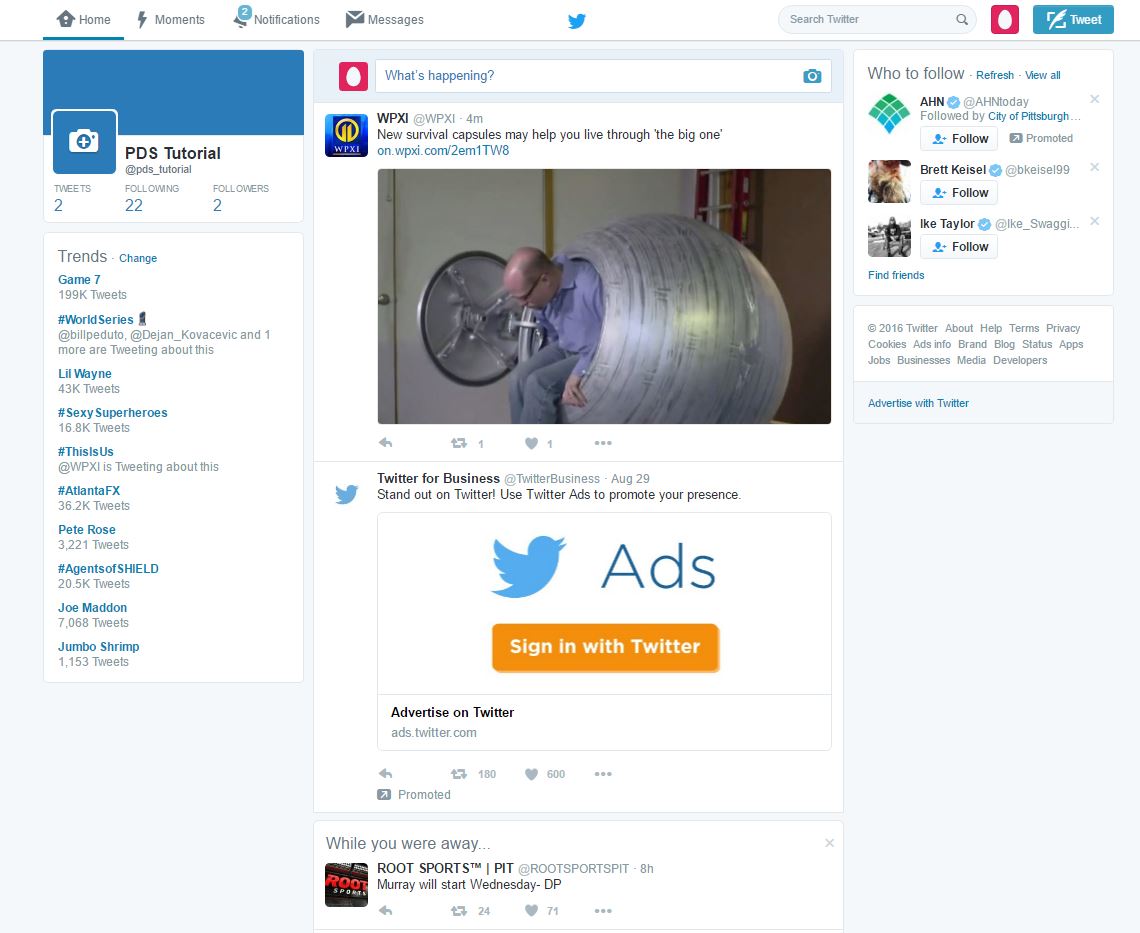 Home
Moments
2
Notifications
Messages
Search Twitter
Tweet
PDS Tutorial
@pds_tutorial
TWEETS FOLLOWING FOLLOWERS
2 22 2
Trends · Change
Game 7
199K Tweets
#WorldSeries
@billpeduto, @Dejan_Kovacevic and 1
more are Tweeting about this
Lil Wayne
43K Tweets
#SexySuperheroes
16.8K Tweets
#ThisIsUs
@WPXI is Tweeting about this
#AtlantaFX
36.2K Tweets
Pete Rose
3,221 Tweets
#AgentsofSHIELD
20.5K Tweets
Joe Maddon
7,068 Tweets
Jumbo Shrimp
1,153 Tweets
What's happening?
WPXI
WPXI @WPXI · 4m
New survival capsules may help you live through 'the big one'
on.wpxi.com/2em1TW8
1 1
Twitter for Business @TwitterBusiness · Aug 29
Stand out on Twitter! Use Twitter Ads to promote your presence.
Ads
Sign in with Twitter
Advertise on Twitter
ads.twitter.com
180 600
Promoted
While you were away...
ROOT SPORTS
ROOT SPORTS™ | PIT @ROOTSPORTSPIT · 8h
Murray will start Wednesday- DP
24 71
Who to follow · Refresh · View all
AHN @AHNtoday
Followed by City of Pittsburgh...
Follow Promoted
Brett Keisel @bkeisel99
Follow
Ike Taylor @Ike_Swaggi...
Follow
Find friends
© 2016 Twitter About Help Terms Privacy
Cookies Ads info Brand Blog Status Apps
Jobs Businesses Media Developers
Advertise with Twitter